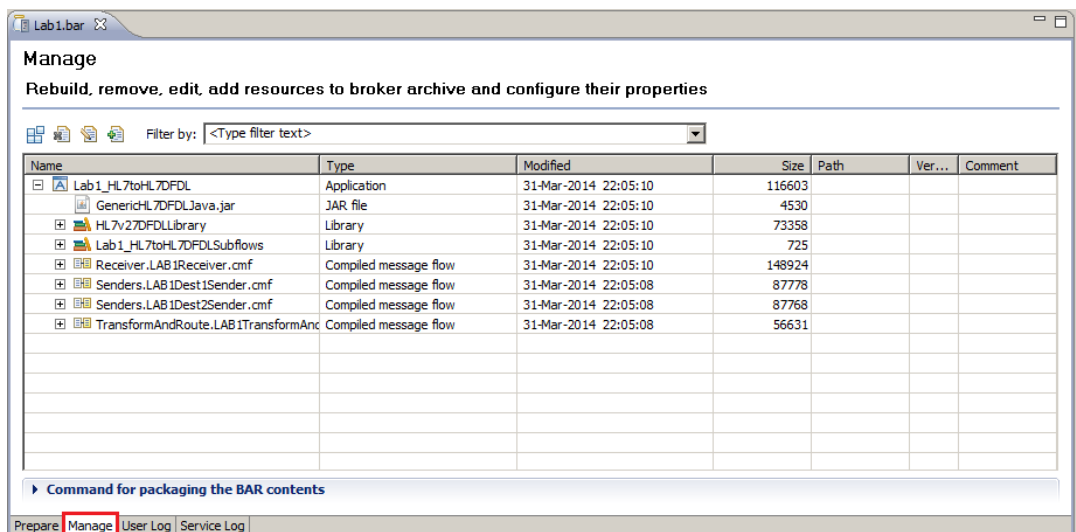 Lab1.bar
Manage
Rebuild, remove, edit, add resources to broker archive and configure their properties
Filter by: <Type filter text>
Name Type Modified Size Path Ver... Comment
Lab1_HL7toHL7DFDL Application 31-Mar-2014 22:05:10 116603
GenericHL7DFDLJava.jar JAR file 31-Mar-2014 22:05:10 4530
HL7v27DFDLLibrary Library 31-Mar-2014 22:05:10 73358
Lab1_HL7toHL7DFDLSubflows Library 31-Mar-2014 22:05:10 725
Receiver.LAB1Receiver.cmf Compiled message flow 31-Mar-2014 22:05:10 148924
Senders.LAB1Dest1Sender.cmf Compiled message flow 31-Mar-2014 22:05:08 87778
Senders.LAB1Dest2Sender.cmf Compiled message flow 31-Mar-2014 22:05:08 87768
TransformAndRoute.LAB1TransformAnd Compiled message flow 31-Mar-2014 22:05:08 56631
Command for packaging the BAR contents
Prepare Manage User Log Service Log